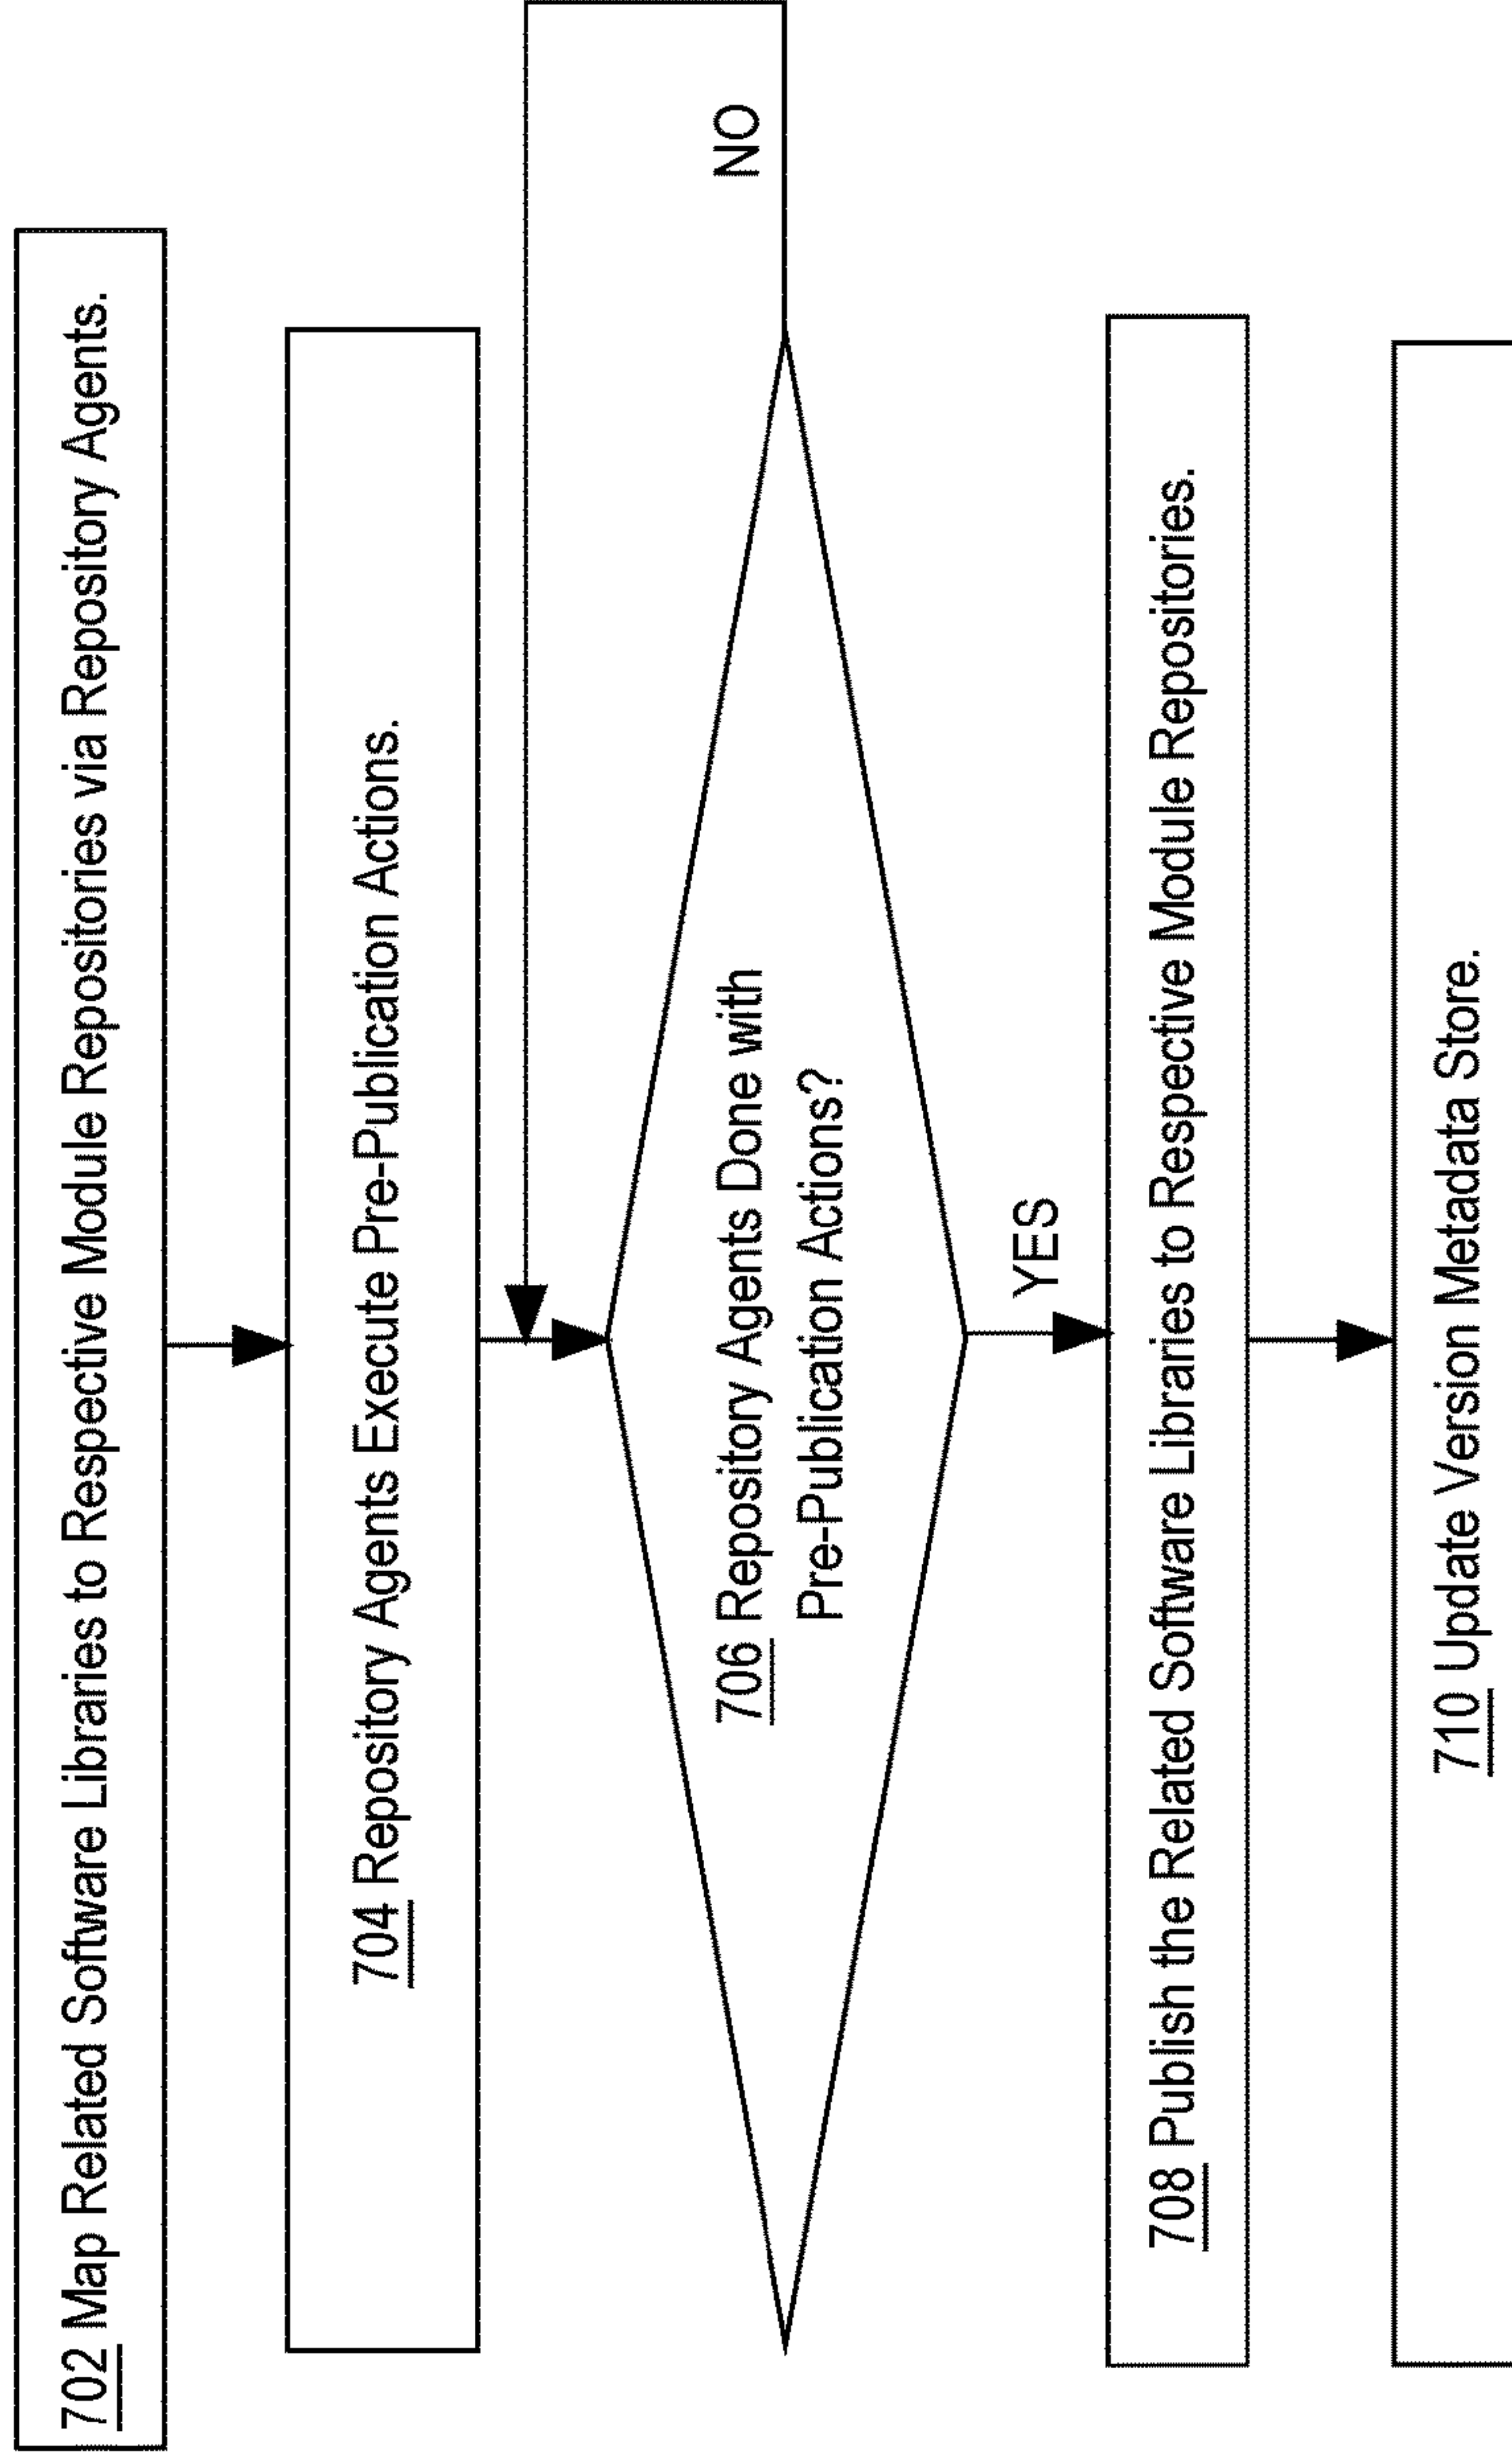 702 Map Related Software Libraries to Respective Module Repositories via Repository Agents.
704 Repository Agents Execute Pre-Publication Actions.
706 Repository Agents Done with
Pre-Publication Actions?
NO
YES
708 Publish the Related Software Libraries to Respective Module Repositories.
710 Update Version Metadata Store.